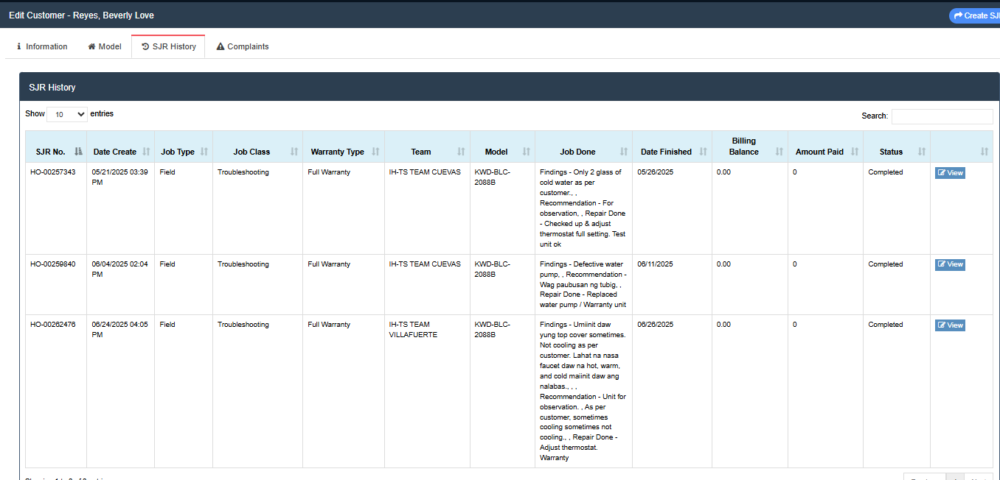 Edit Customer - Reyes, Beverly Love
Create SJ
Information
Model
SJR History
Complaints
SJR History
Show 10 entries
Search:
SJR No.
Date Create
Job Type
Job Class
Warranty Type
Team
Model
Job Done
Date Finished
Billing
Balance
Amount Paid
Status
HO-00257343
05/21/2025 03:39
PM
Field
Troubleshooting
Full Warranty
IH-TS TEAM CUEVAS
KWD-BLC-
2088B
Findings - Only 2 glass of
cold water as per
customer., ,
Recommendation - For
observation, , Repair Done
- Checked up & adjust
thermostat full setting. Test
unit ok
05/26/2025
0.00
0
Completed
View
HO-00259840
06/04/2025 02:04
PM
Field
Troubleshooting
Full Warranty
IH-TS TEAM CUEVAS
KWD-BLC-
2088B
Findings - Defective water
pump, , Recommendation -
Wag paubusan ng tubig, ,
Repair Done - Replaced
water pump / Warranty unit
06/11/2025
0.00
0
Completed
View
HO-00262476
06/24/2025 04:05
PM
Field
Troubleshooting
Full Warranty
IH-TS TEAM
VILLAFUERTE
KWD-BLC-
2088B
Findings - Umiinit daw
yung top cover sometimes.
Not cooling as per
customer. Lahat na nasa
faucet daw na hot, warm,
and cold maiinit daw ang
nalabas., , ,
Recommendation - Unit for
observation. , As per
customer, sometimes
cooling sometimes not
cooling., , Repair Done -
Adjust thermostat.
Warranty
06/26/2025
0.00
0
Completed
View